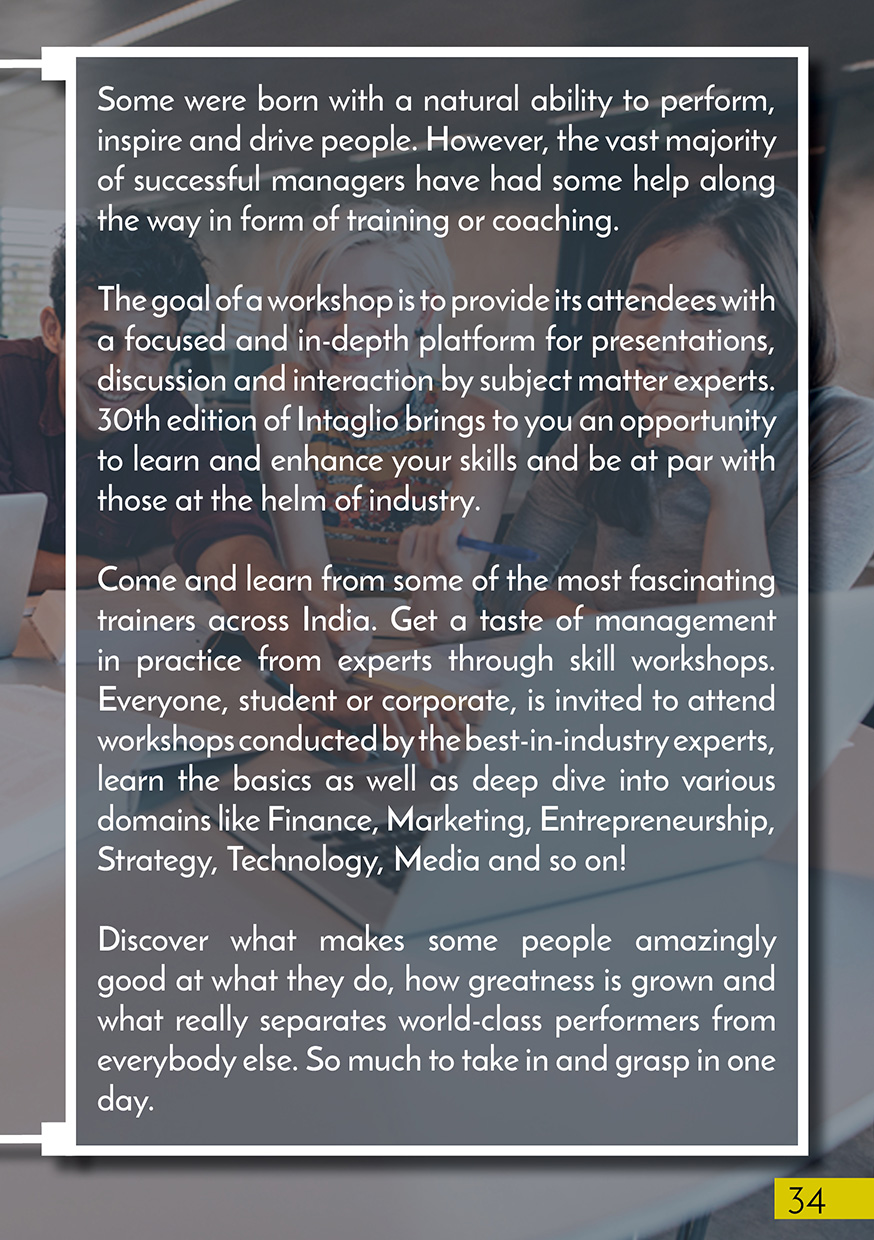 Some were born with a natural ability to perform,
inspire and drive people. However, the vast majority
of successful managers have had some help along
the way in form of training or coaching.
The goal of a workshop is to provide its attendees with
a focused and in-depth platform for presentations,
discussion and interaction by subject matter experts.
30th edition of Intaglio brings to you an opportunity
to learn and enhance your skills and be at par with
those at the helm of industry.
Come and learn from some of the most fascinating
trainers across India. Get a taste of management
in practice from experts through skill workshops.
Everyone, student or corporate, is invited to attend
workshops conducted by the best-in-industry experts,
learn the basics as well as deep dive into various
domains like Finance, Marketing, Entrepreneurship,
Strategy, Technology, Media and so on!
Discover what makes some people amazingly
good at what they do, how greatness is grown and
what really separates world-class performers from
everybody else. So much to take in and grasp in one
day.
34